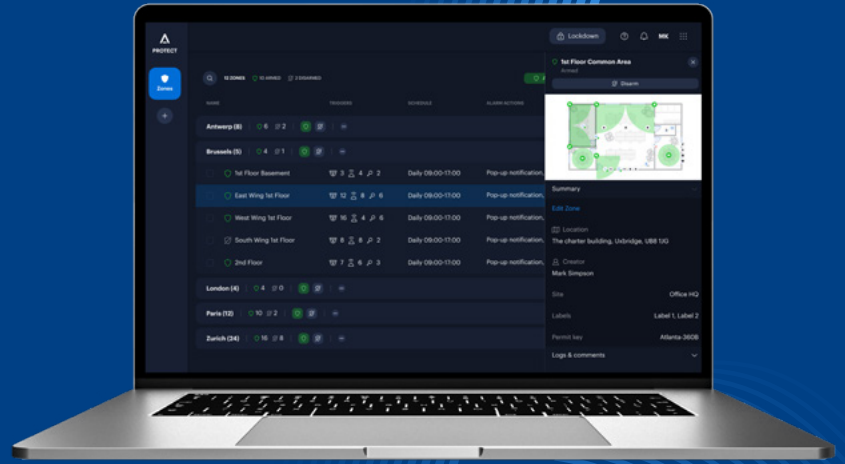 PROTECT
Lockdown
MK
Zones
12 ZONES 10 ARMED 2 DISARMED
1st Floor Common Area
Armed
Disarm
NAME TRIGGERS SCHEDULE ALARM ACTIONS
Antwerp (8) 6 2
Brussels (5) 4 1
1st Floor Basement 3 4 2 Daily 09:00-17:00 Pop-up notification,
East Wing 1st Floor 12 8 6 Daily 09:00-17:00 Pop-up notification,
West Wing 1st Floor 16 4 6 Daily 09:00-17:00 Pop-up notification,
South Wing 1st Floor 8 8 2 Daily 09:00-17:00 Pop-up notification,
2nd Floor 7 6 3 Daily 09:00-17:00 Pop-up notification,
London (4) 4 0
Paris (12) 10 2
Zurich (24) 16 8
Summary
Edit Zone
Location
The charter building, Uxbridge, UB8 1JG
Creator
Mark Simpson
Site Office HQ
Labels Label 1, Label 2
Permit key Atlanta-360B
Logs & comments